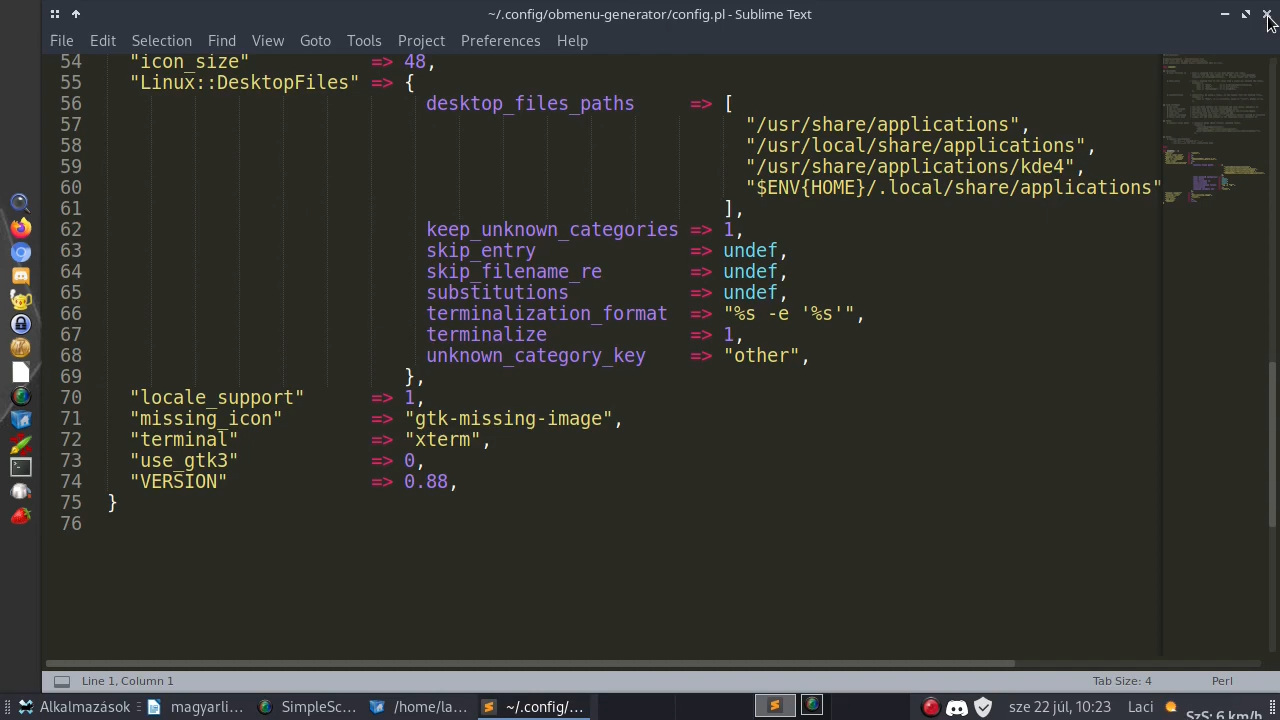 ~/.config/obmenu-generator/config.pl - Sublime Text
File Edit Selection Find View Goto Tools Project Preferences Help
54 "icon_size" => 48,
55 "Linux::DesktopFiles" => {
56 desktop_files_paths => [
57 "/usr/share/applications",
58 "/usr/local/share/applications",
59 "/usr/share/applications/kde4",
60 "$ENV{HOME}/.local/share/applications"
61 ],
62 keep_unknown_categories => 1,
63 skip_entry => undef,
64 skip_filename_re => undef,
65 substitutions => undef,
66 terminalization_format => "%s -e '%s'",
67 terminalize => 1,
68 unknown_category_key => "other",
69 },
70 "locale_support" => 1,
71 "missing_icon" => "gtk-missing-image",
72 "terminal" => "xterm",
73 "use_gtk3" => 0,
74 "VERSION" => 0.88,
75 }
76
Line 1, Column 1 Tab Size: 4 Perl
Alkalmazások magyarli... SimpleSc... /home/la... ~/.config/... sze 22 júl, 10:23 Laci SzS: 6 km/h